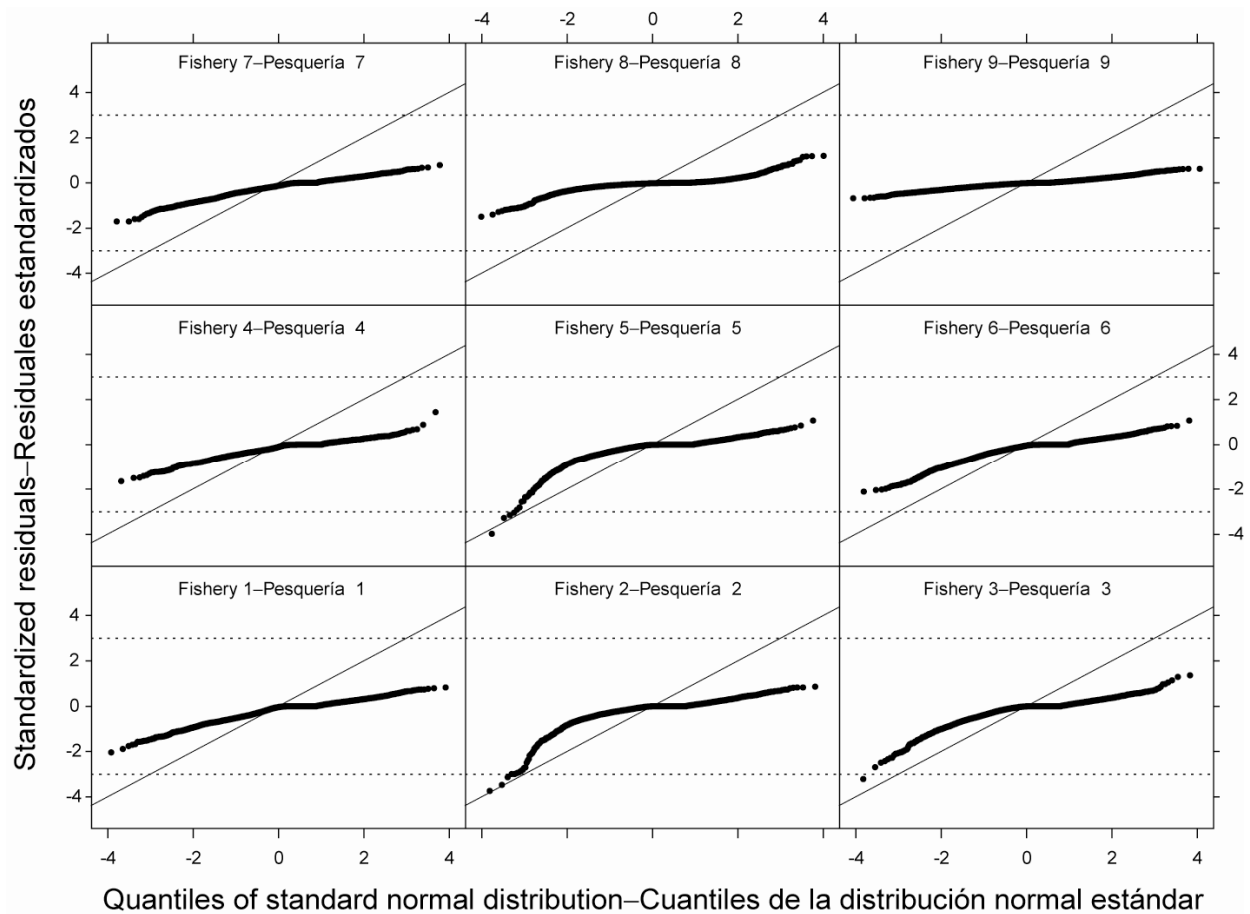 -4 -2 0 2 4
Fishery 7–Pesquería 7
Fishery 8–Pesquería 8
Fishery 9–Pesquería 9
4
2
0
-2
-4
Fishery 4–Pesquería 4
Fishery 5–Pesquería 5
Fishery 6–Pesquería 6
4
2
0
-2
-4
Fishery 1–Pesquería 1
Fishery 2–Pesquería 2
Fishery 3–Pesquería 3
4
2
0
-2
-4
-4 -2 0 2 4
-4 -2 0 2 4
Standardized residuals–Residuales estandarizados
Quantiles of standard normal distribution–Cuantiles de la distribución normal estándar